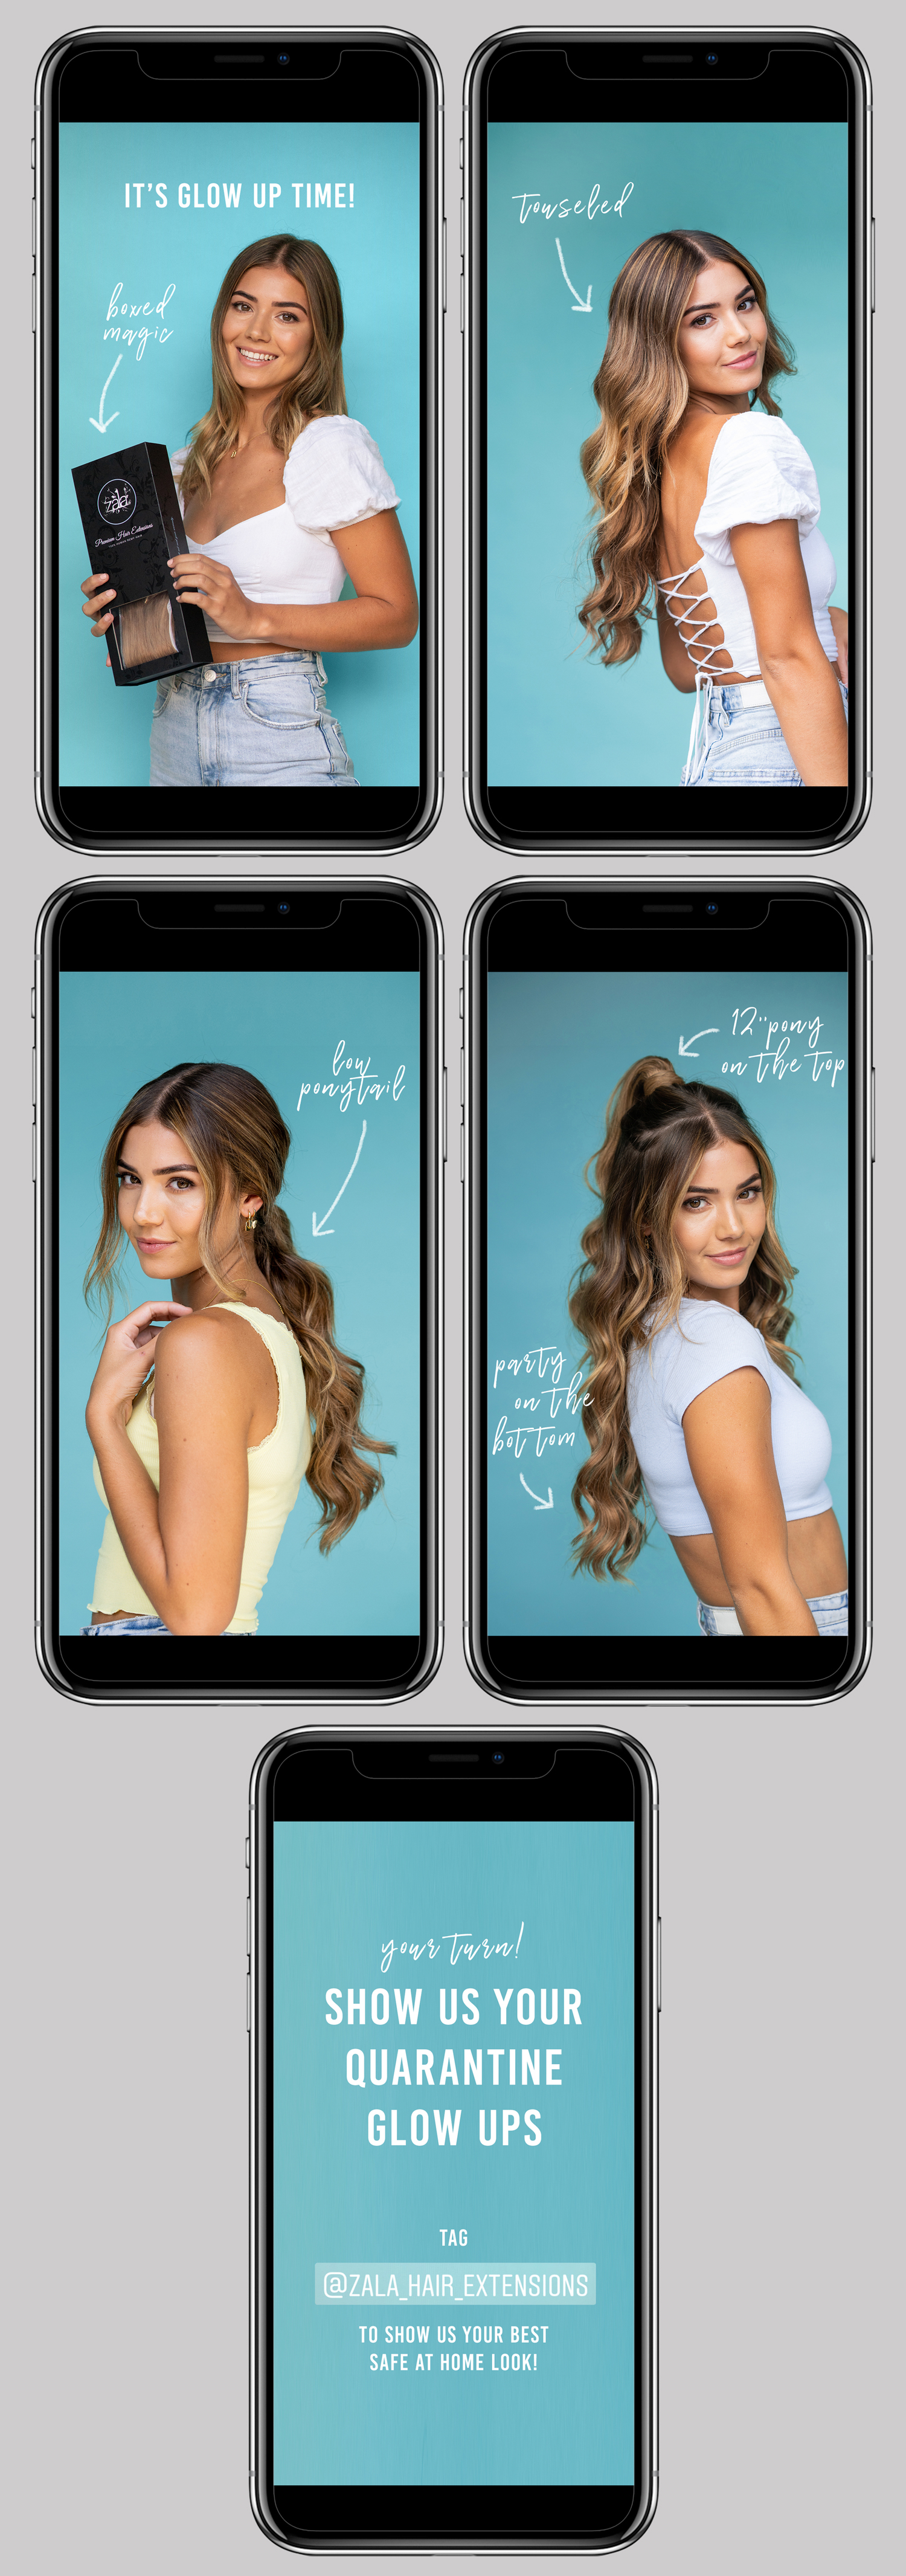 IT'S GLOW UP TIME!
boxed
magic
zala
Premium Hair Extensions
touseled
low
ponytail
12"pony
on the top
party
on the
bottom
your turn!
SHOW US YOUR
QUARANTINE
GLOW UPS
TAG
@ZALA_HAIR_EXTENSIONS
TO SHOW US YOUR BEST
SAFE AT HOME LOOK!